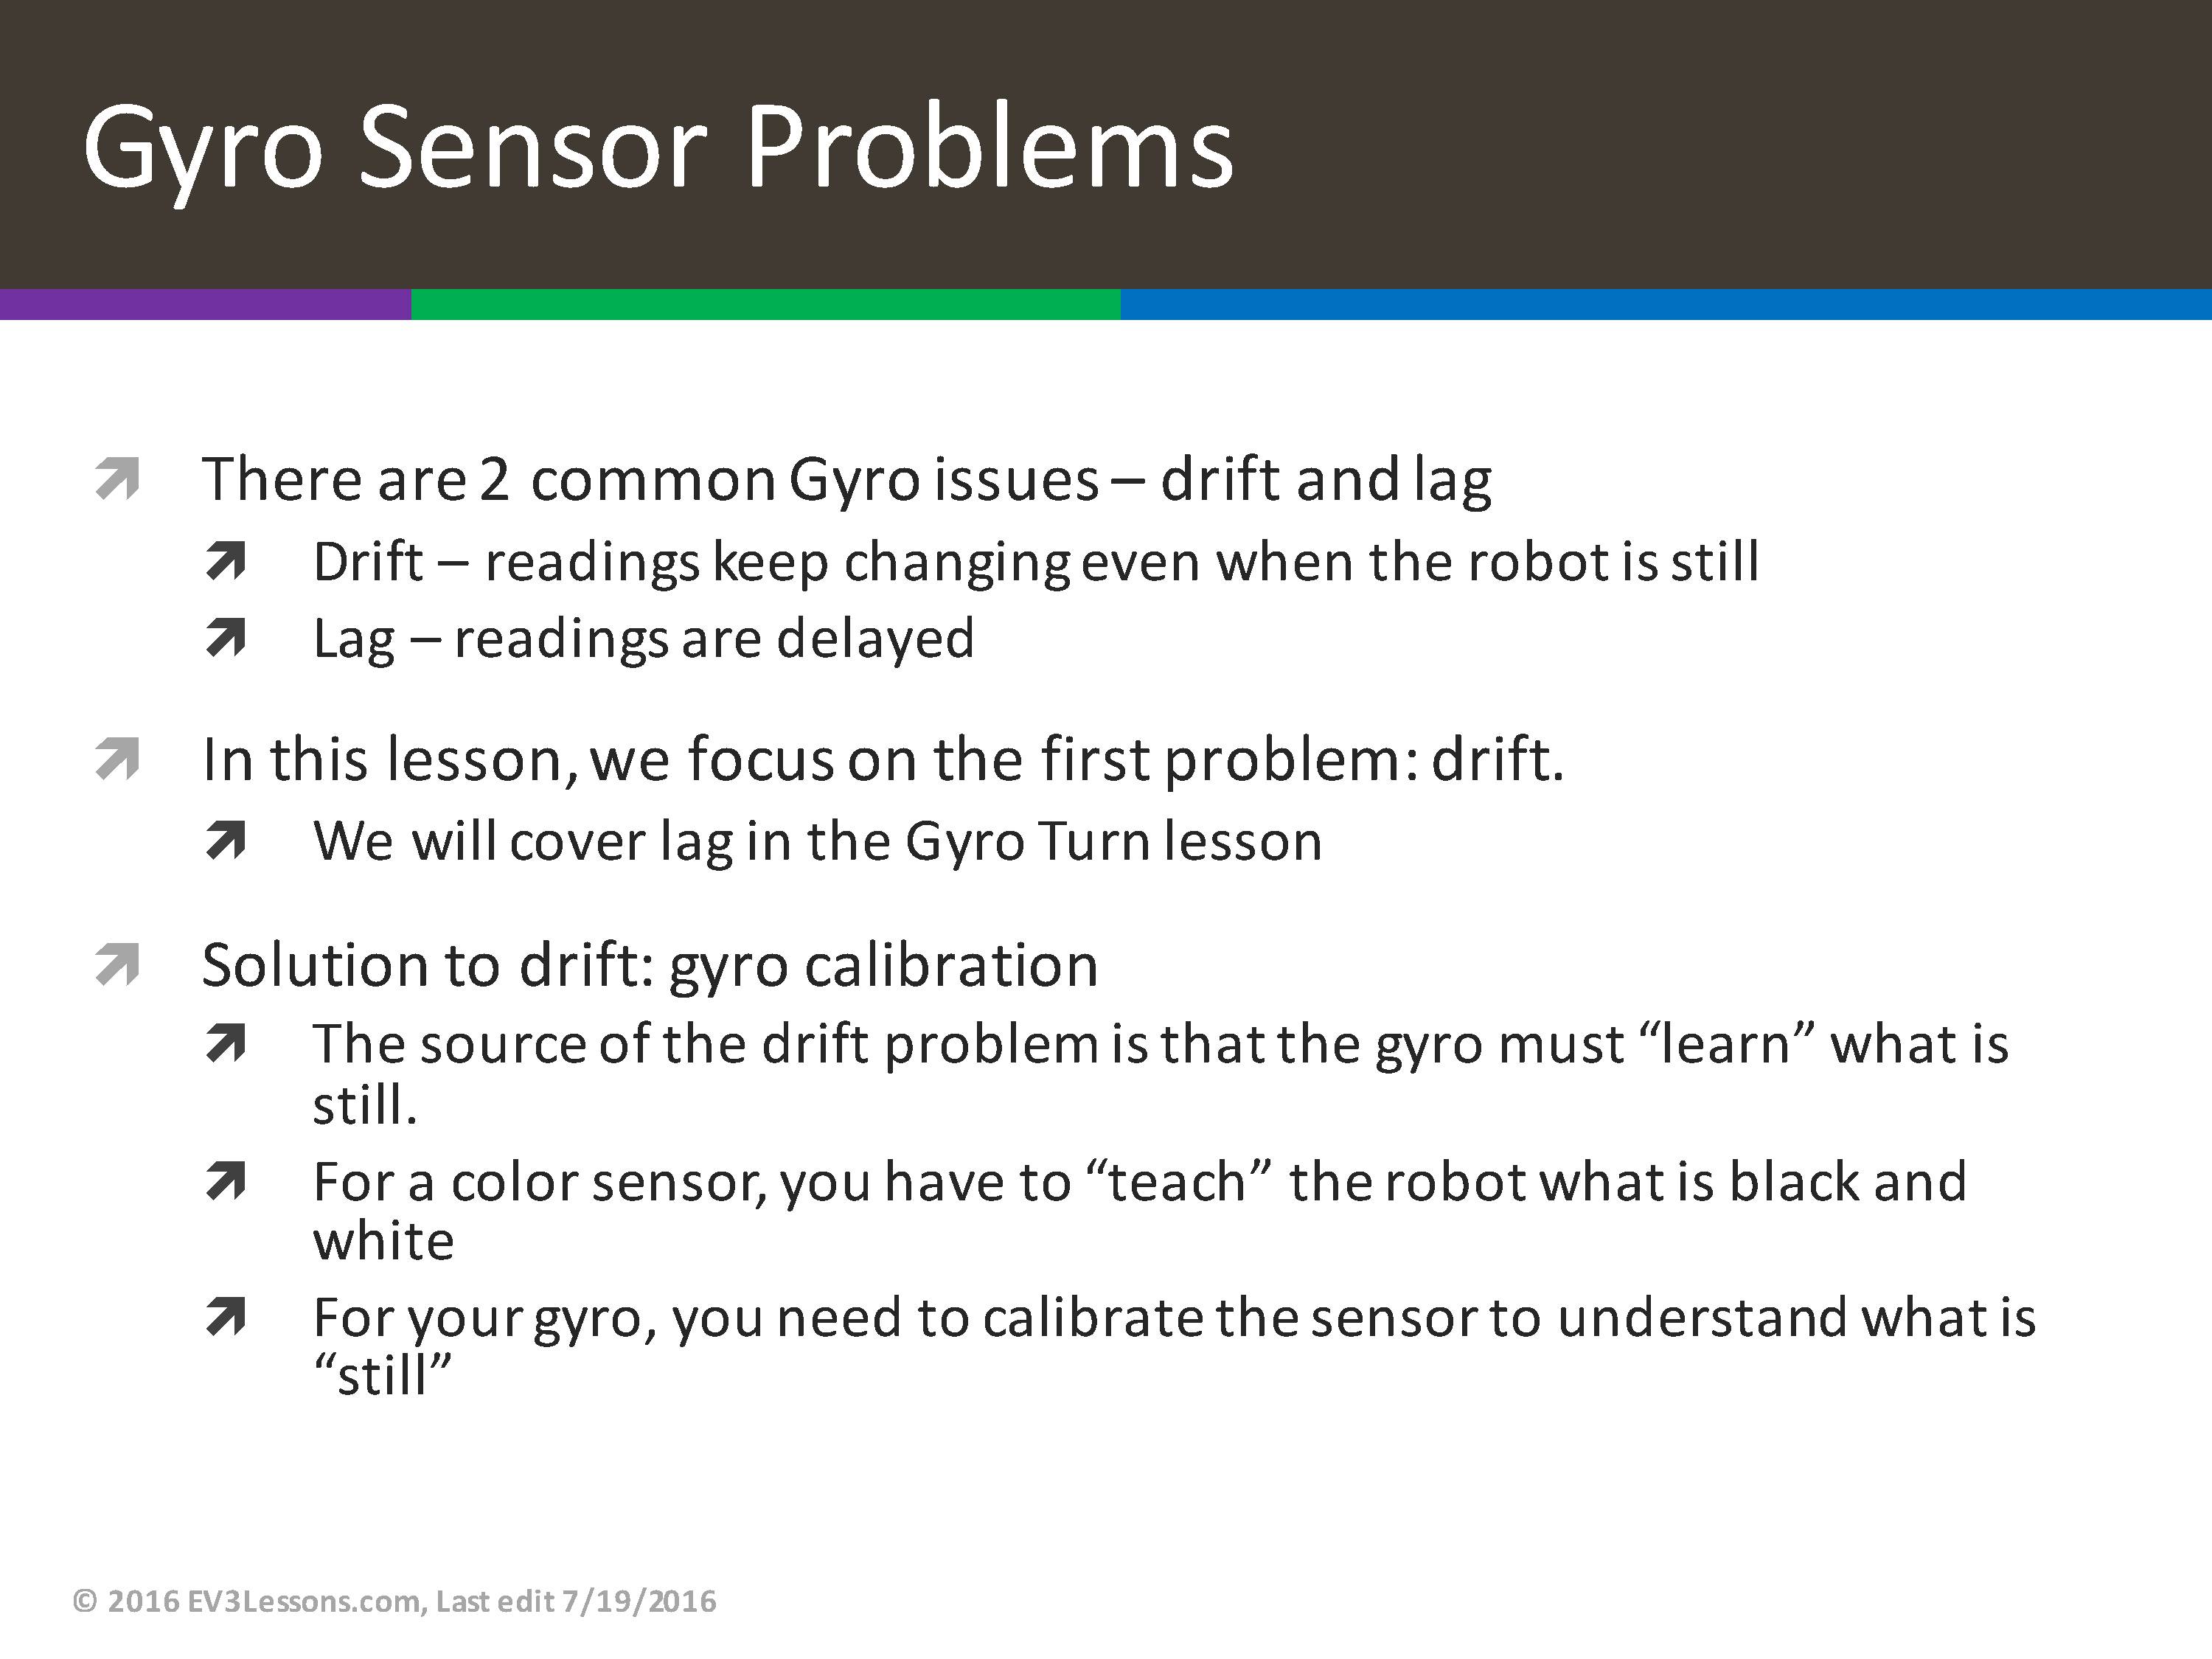 Gyro Sensor Problems
There are 2 common Gyro issues – drift and lag
Drift – readings keep changing even when the robot is still
Lag – readings are delayed
In this lesson, we focus on the first problem: drift.
We will cover lag in the Gyro Turn lesson
Solution to drift: gyro calibration
The source of the drift problem is that the gyro must “learn” what is
still.
For a color sensor, you have to “teach” the robot what is black and
white
For your gyro, you need to calibrate the sensor to understand what is
“still”
© 2016 EV3Lessons.com, Last edit 7/19/2016